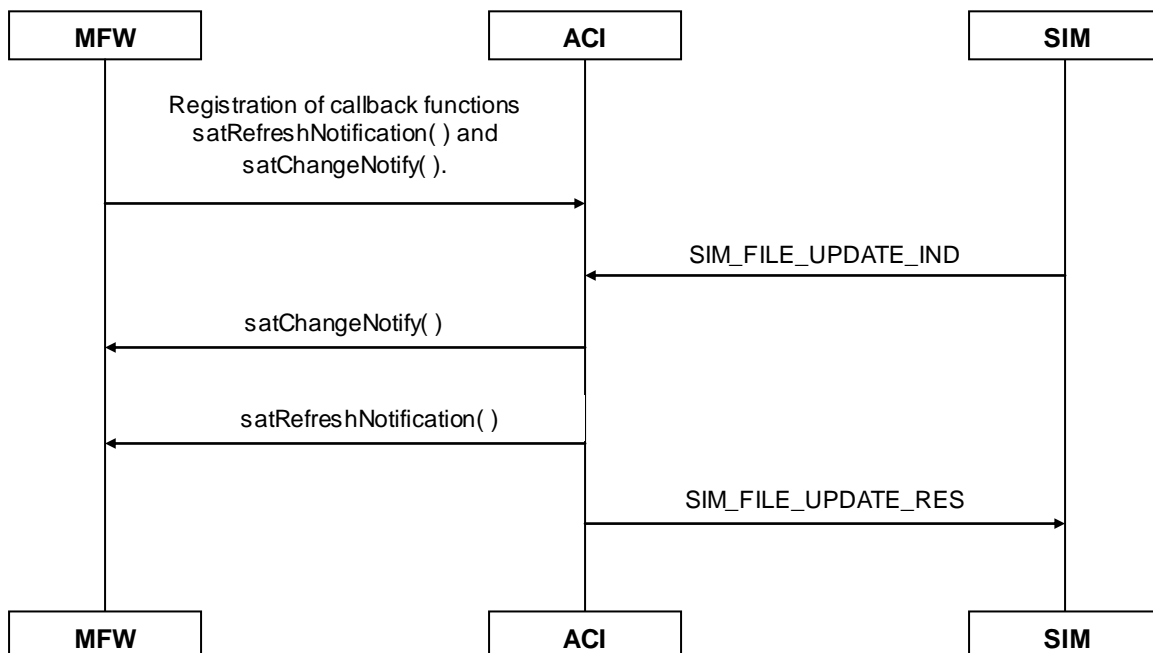 MFW
ACI
SIM
Registration of callback functions
satRefreshNotification( ) and
satChangeNotify( ).
SIM_FILE_UPDATE_IND
satChangeNotify( )
satRefreshNotification( )
SIM_FILE_UPDATE_RES
MFW
ACI
SIM